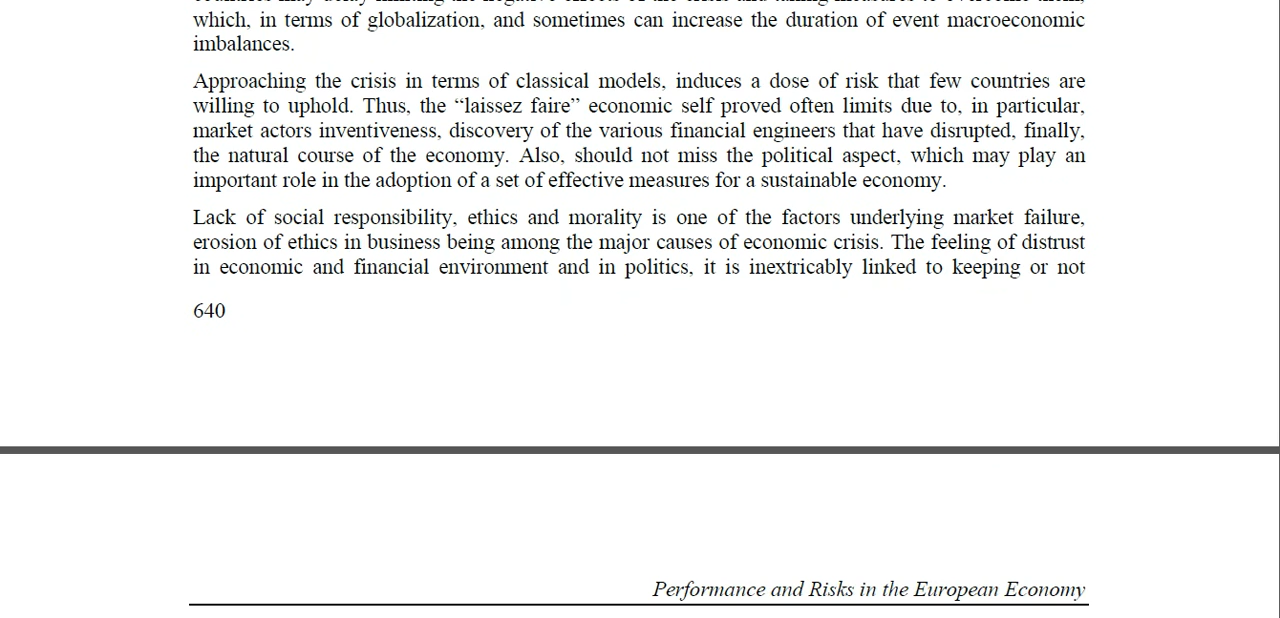 which, in terms of globalization, and sometimes can increase the duration of event macroeconomic
imbalances.
Approaching the crisis in terms of classical models, induces a dose of risk that few countries are
willing to uphold. Thus, the “laissez faire” economic self proved often limits due to, in particular,
market actors inventiveness, discovery of the various financial engineers that have disrupted, finally,
the natural course of the economy. Also, should not miss the political aspect, which may play an
important role in the adoption of a set of effective measures for a sustainable economy.
Lack of social responsibility, ethics and morality is one of the factors underlying market failure,
erosion of ethics in business being among the major causes of economic crisis. The feeling of distrust
in economic and financial environment and in politics, it is inextricably linked to keeping or not
640
Performance and Risks in the European Economy